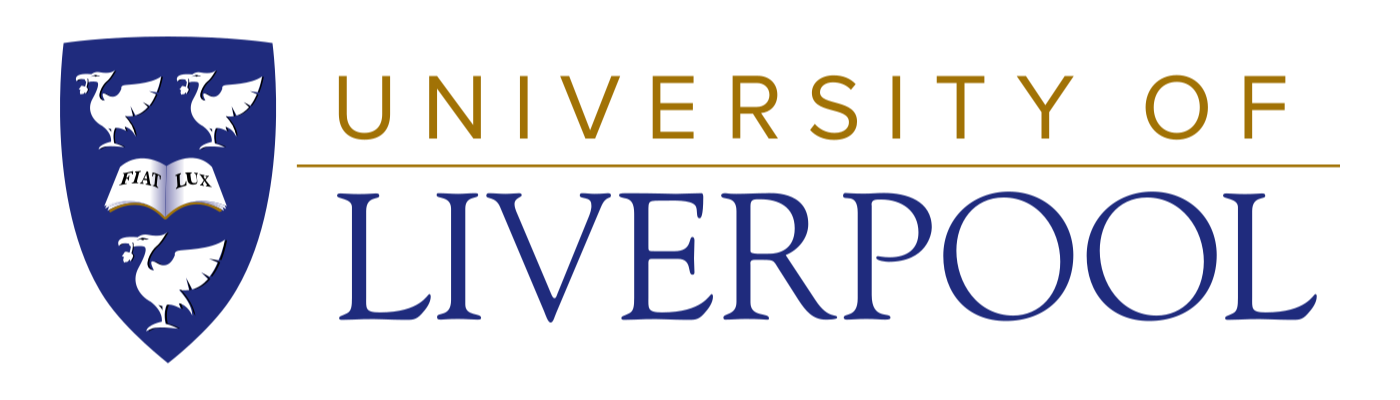 FIAT LUX
UNIVERSITY OF
LIVERPOOL